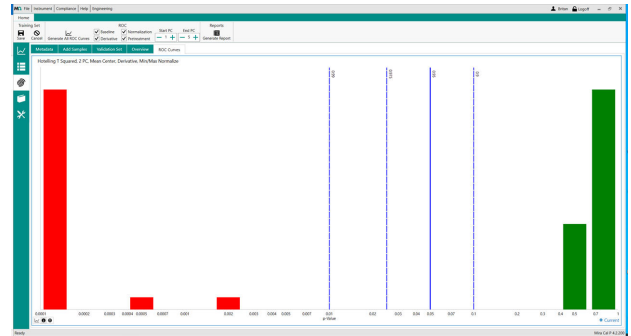 File | Instrument | Compliance | Help | Engineering
Logoff
Home
Training Set
ROC
Reports
Save
Cancel
Generate All ROC Curves
Baseline
Derivative
Normalization
Pretreatment
Start PC
End PC
1
1
Generate Report
Metadata
Add Samples
Validation Set
Overview
ROC Curves
Hotelling T Squared, 2 PC, Mean Center, Derivative, Min/Max Normalize
0.0001 0.0002 0.0003 0.0004 0.0005 0.0007 0.001 0.002 0.003 0.004 0.005 0.007 0.01 0.02 0.03 0.04 0.05 0.07 0.1 0.2 0.3 0.4 0.5 0.7 1
p-Value
Current
Ready